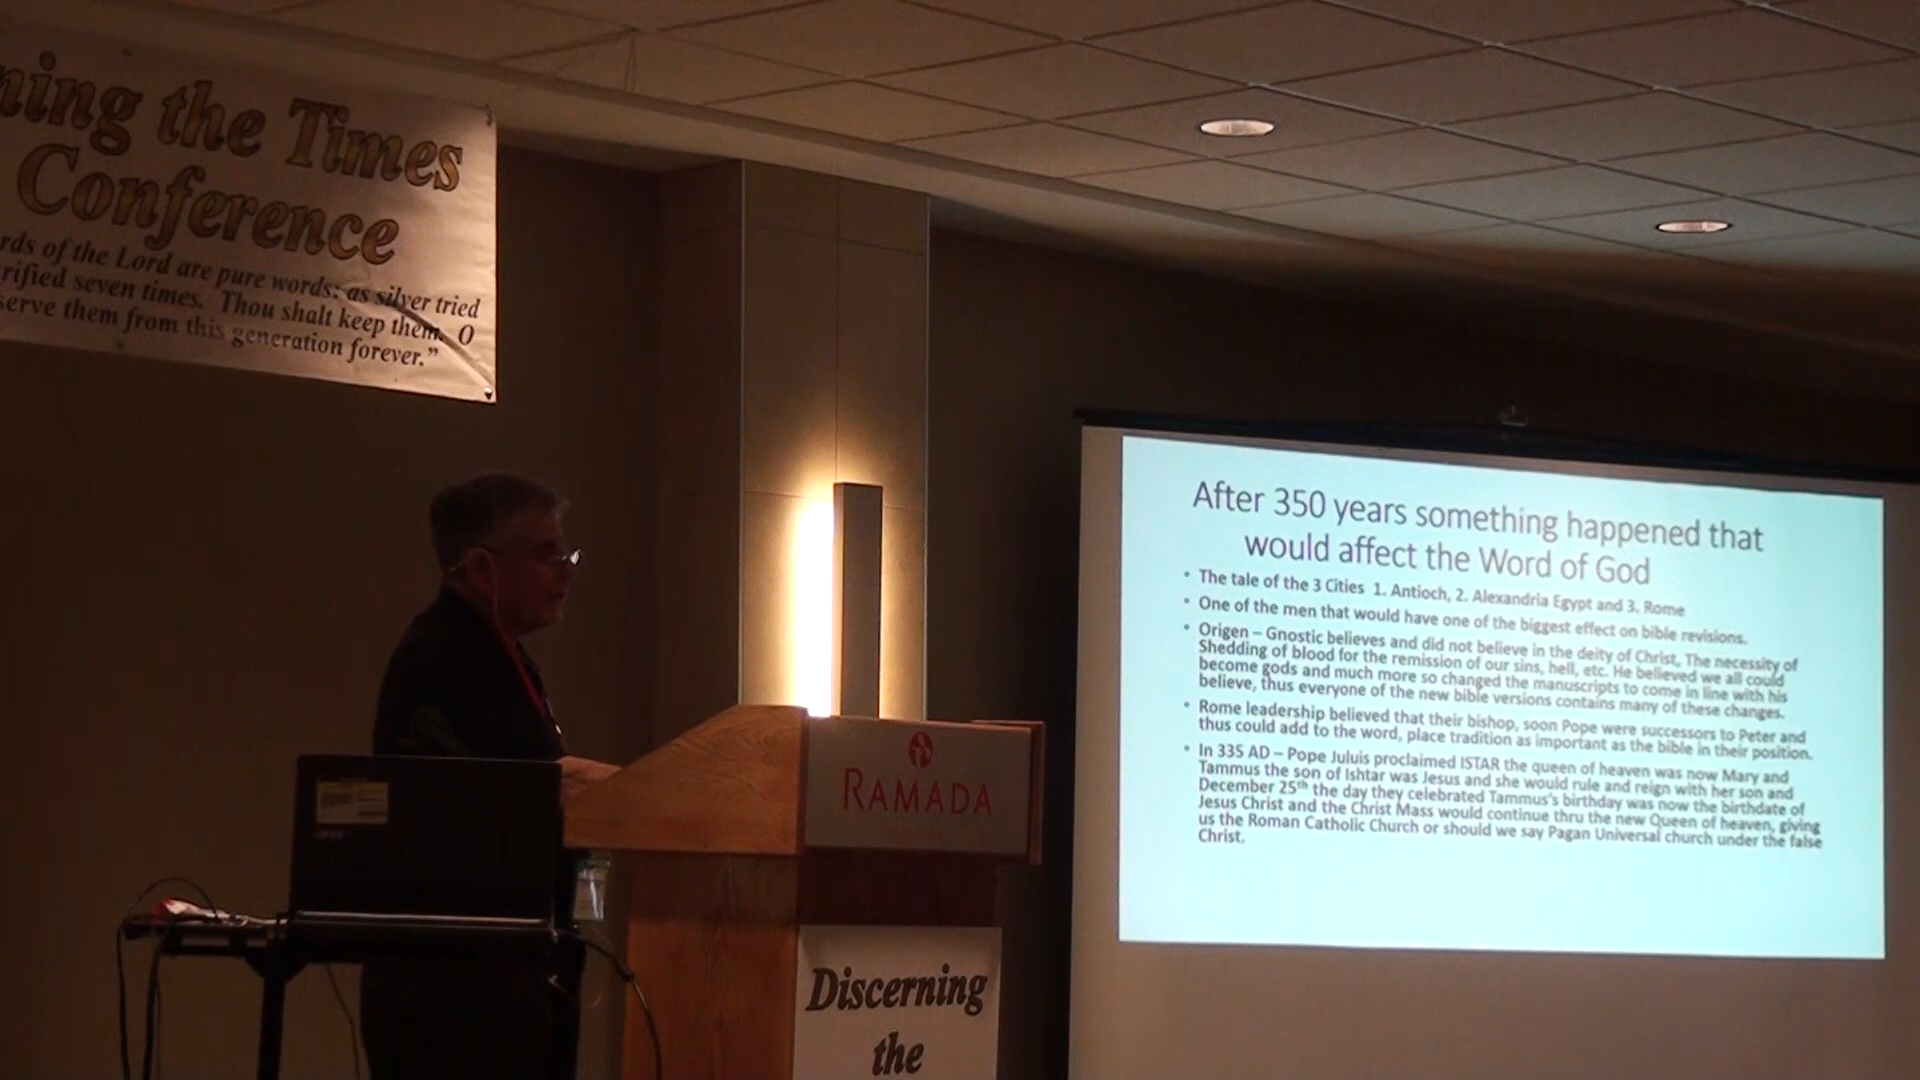 ning the Times
Conference
rds of the Lord are pure words: as silver tried
rified seven times. Thou shalt keep them, O
serve them from this generation forever.”
After 350 years something happened that
would affect the Word of God
• The tale of the 3 Cities 1. Antioch, 2. Alexandria Egypt and 3. Rome
• One of the men that would have one of the biggest effect on bible revisions.
• Origen – Gnostic believes and did not believe in the deity of Christ, The necessity of
Shedding of blood for the remission of our sins, hell, etc. He believed we all could
become gods and much more so changed the manuscripts to come in line with his
believe, thus everyone of the new bible versions contains many of these changes.
• Rome leadership believed that their bishop, soon Pope were successors to Peter and
thus could add to the word, place tradition as important as the bible in their position.
• In 335 AD – Pope Juluis proclaimed ISTAR the queen of heaven was now Mary and
Tammus the son of Ishtar was Jesus and she would rule and reign with her son and
December 25th the day they celebrated Tammus's birthday was now the birthdate of
Jesus Christ and the Christ Mass would continue thru the new Queen of heaven, giving
us the Roman Catholic Church or should we say Pagan Universal church under the false
Christ.
RAMADA
Discerning
the